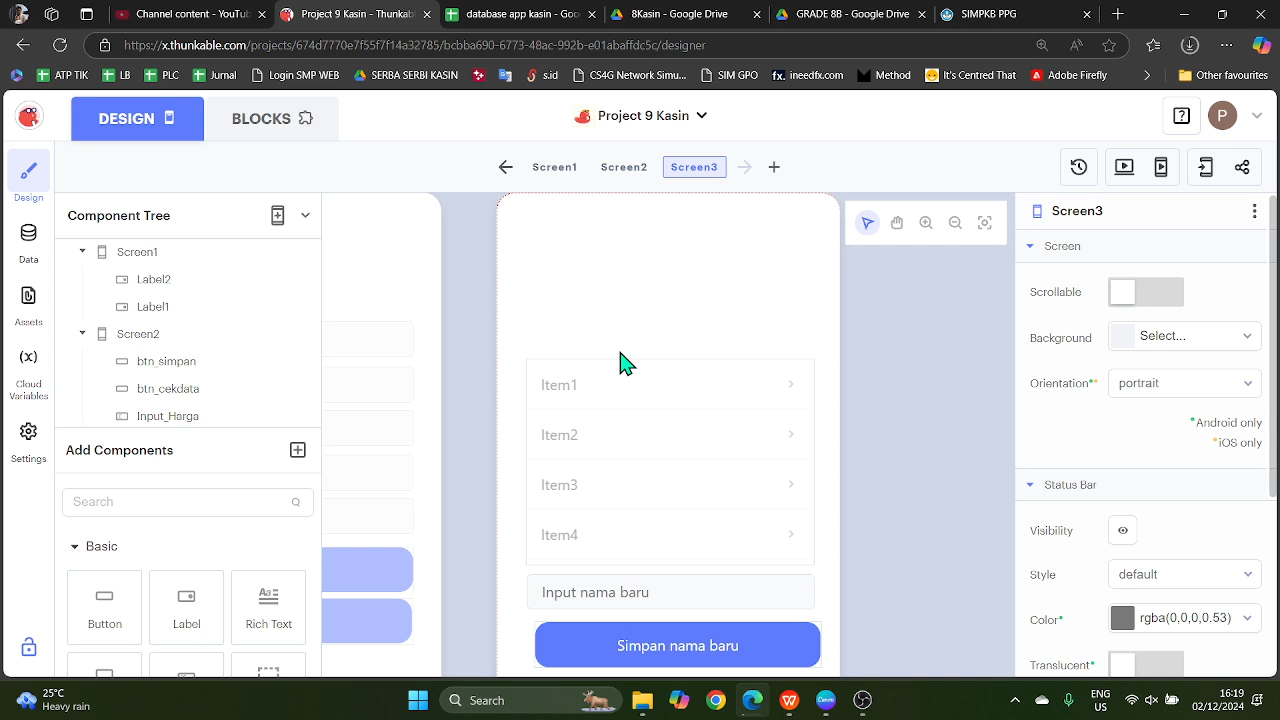 Channel content - YouTub
Project 9 Kasin - Thunkab
database app kasin - Goo
8Kasin - Google Drive
GRADE 8B - Google Drive
SIMPKB PPG
https://x.thunkable.com/projects/674d7770e7f55f7f14a32785/bcbba690-6773-48ac-992b-e01abaffdc5c/designer
ATP TIK
LB
PLC
Jurnal
Login SMP WEB
SERBA SERBI KASIN
sid
CS4G Network Simu...
SIM GPO
fx.ineedfx.com
Motion Kit
It's Centred That
Adobe Firefly
Other favourites
DESIGN
BLOCKS
Project 9 Kasin
P
Screen1
Screen2
Screen3
Design
Data
Assets
Cloud
Variables
Settings
Component Tree
Screen1
Label2
Label1
Screen2
btn_simpan
btn_cekdata
Input_Harga
Add Components
Search
Basic
Button
Label
Rich Text
Item1
Item2
Item3
Item4
Input nama baru
Simpan nama baru
Screen3
Screen
Scrollable
Background
Select...
Orientation**
portrait
*Android only
*iOS only
Status Bar
Visibility
Style
default
Color*
rgba(0,0,0,0.53)
Translucent*
25°C
Heavy rain
Search
ENG
US
16:19
02/12/2024